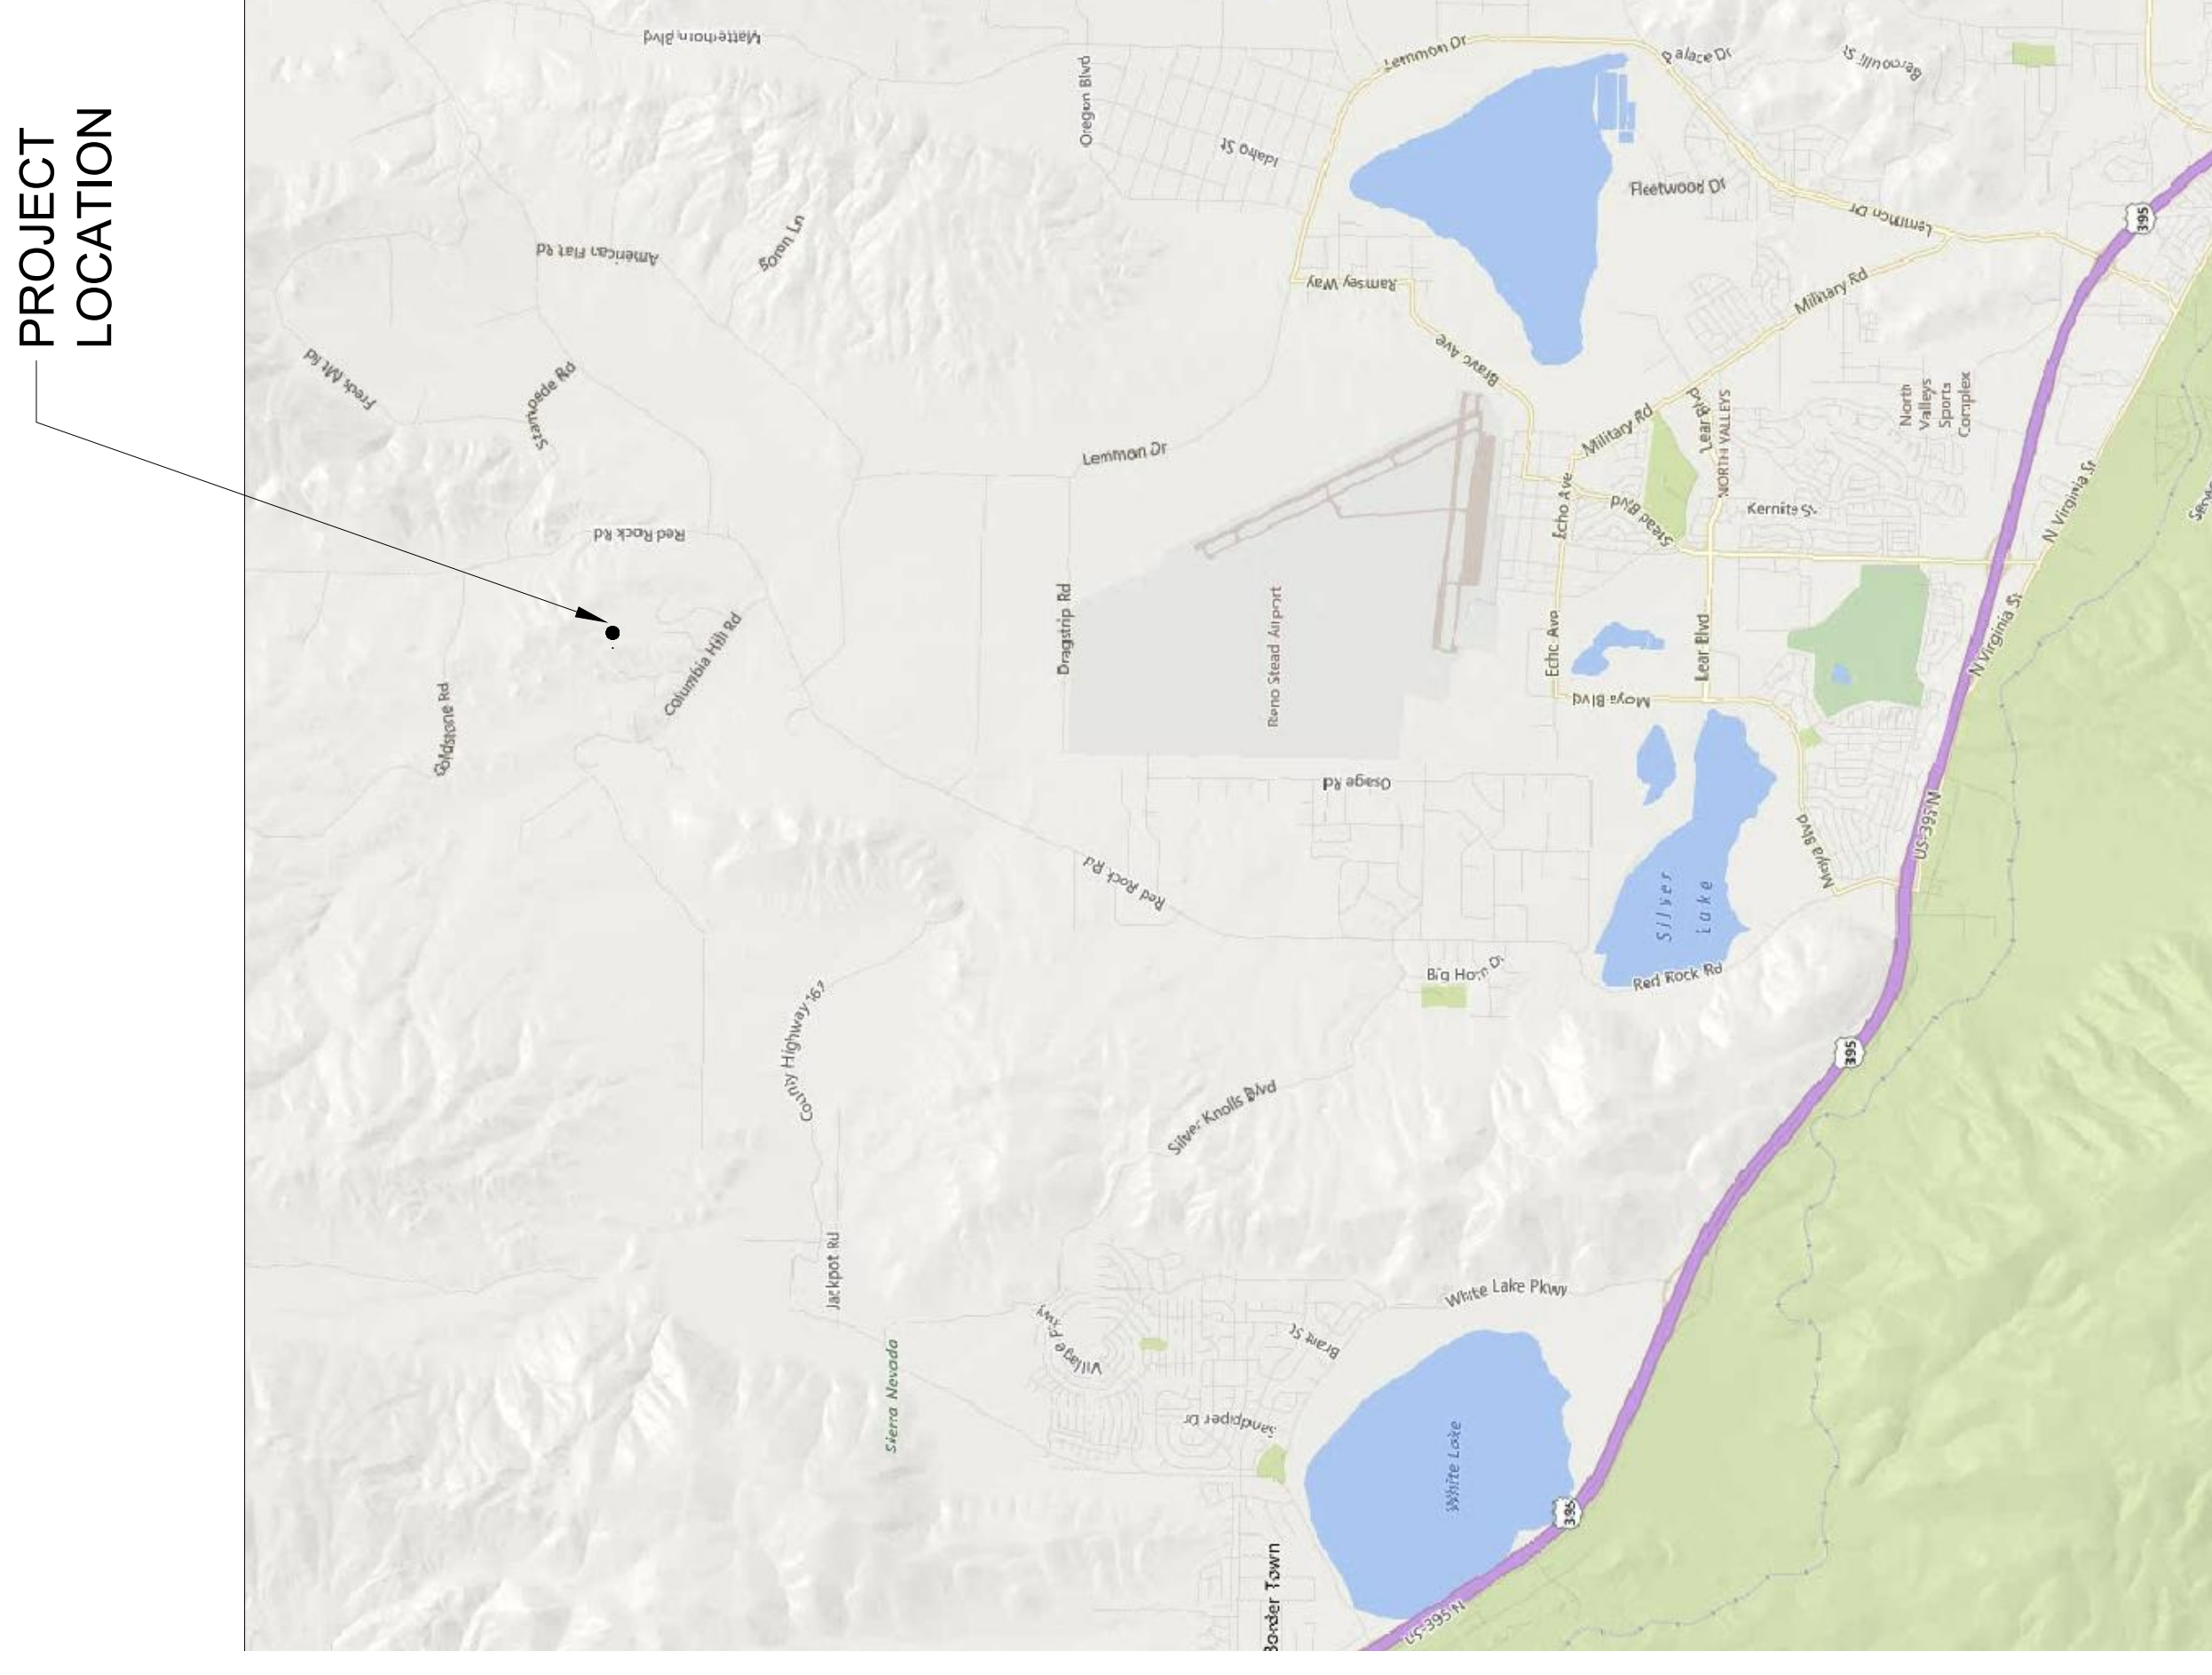 PROJECT
LOCATION
Matterhorn Blvd
Oregon Blvd
Idaho St
Lemmon Dr
Palace Dr
Bernoulli St
Fleetwood Dr
Lemmon Dr
395
American Flat Rd
Soron Ln
Ramsey Way
Military Rd
Freds Mt Rd
Stampede Rd
Bravo Ave
Lemmon Dr
Military Rd
Lear Blvd
NORTH VALLEYS
North
Valleys
Sports
Complex
Red Rock Rd
Echo Ave
Stead Blvd
Kernite St
N Virginia St
Columbia Hill Rd
Dragstrip Rd
Reno Stead Airport
Echo Ave
Lear Blvd
N Virginia St
Goldstone Rd
Moya Blvd
Osage Rd
Moya Blvd
US-395 N
Red Rock Rd
Silver
Lake
Big Horn Dr
Red Rock Rd
County Highway 167
395
Silver Knolls Blvd
Jackpot Rd
White Lake Pkwy
Village Pkwy
Brant St
Sierra Nevada
Sandpiper Dr
White Lake
395
Border Town
US-395 N